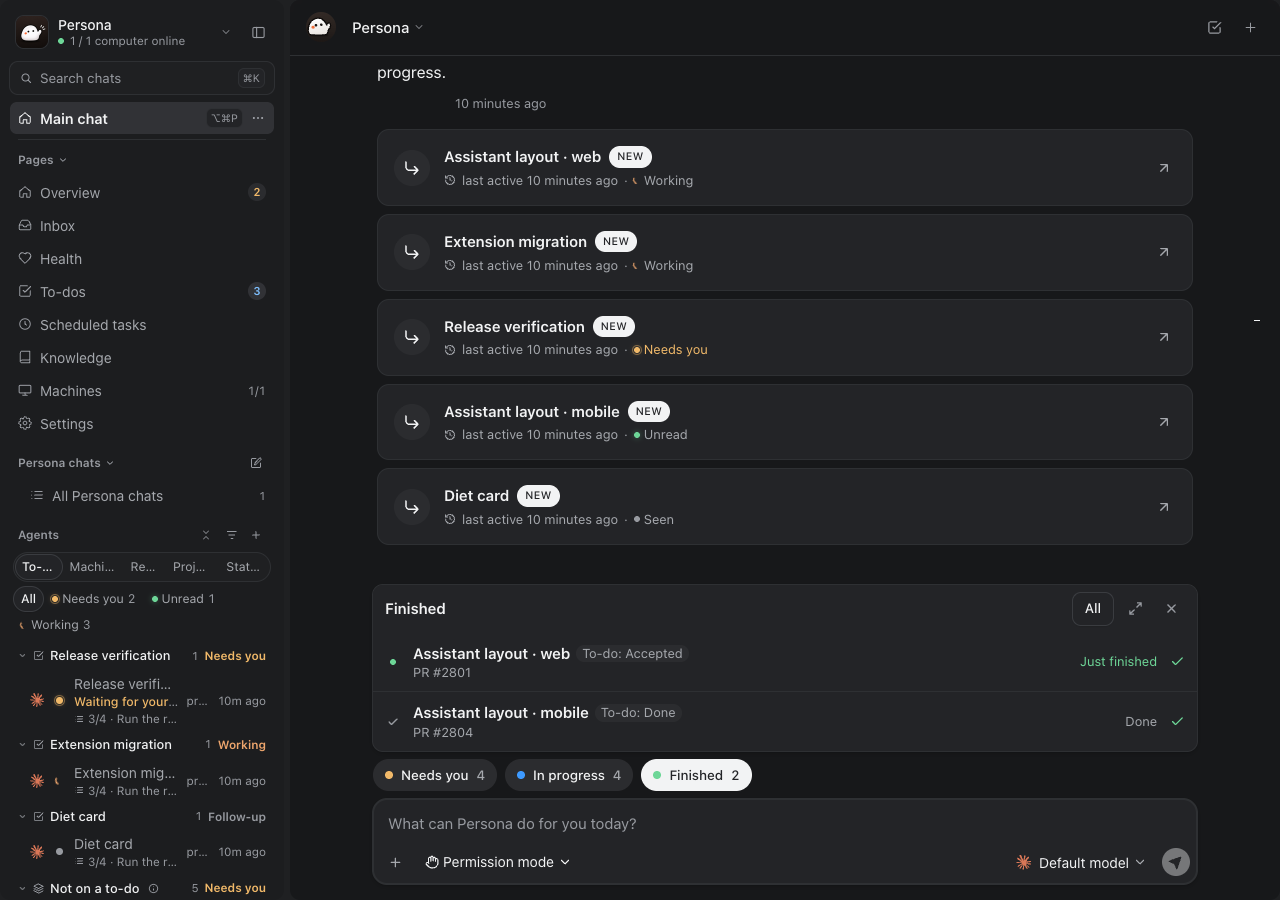 Persona
1 / 1 computer online
Search chats
⌘K
Main chat
⌥⌘P
Pages
Overview
2
Inbox
Health
To-dos
3
Scheduled tasks
Knowledge
Machines
1/1
Settings
Persona chats
All Persona chats
1
Agents
To-...
Machi...
Re...
Proj...
Stat...
All
Needs you 2
Unread 1
Working 3
Release verification
1 Needs you
Release verifi...
Waiting for your...
pr...
10m ago
3/4 · Run the r...
Extension migration
1 Working
Extension mig...
pr...
10m ago
3/4 · Run the r...
Diet card
1 Follow-up
Diet card
pr...
10m ago
3/4 · Run the r...
Not on a to-do
5 Needs you
Persona
progress.
10 minutes ago
Assistant layout · web NEW
last active 10 minutes ago · Working
Extension migration NEW
last active 10 minutes ago · Working
Release verification NEW
last active 10 minutes ago · Needs you
Assistant layout · mobile NEW
last active 10 minutes ago · Unread
Diet card NEW
last active 10 minutes ago · Seen
Finished
All
Assistant layout · web To-do: Accepted
PR #2801
Just finished
Assistant layout · mobile To-do: Done
PR #2804
Done
Needs you 4
In progress 4
Finished 2
What can Persona do for you today?
Permission mode
Default model